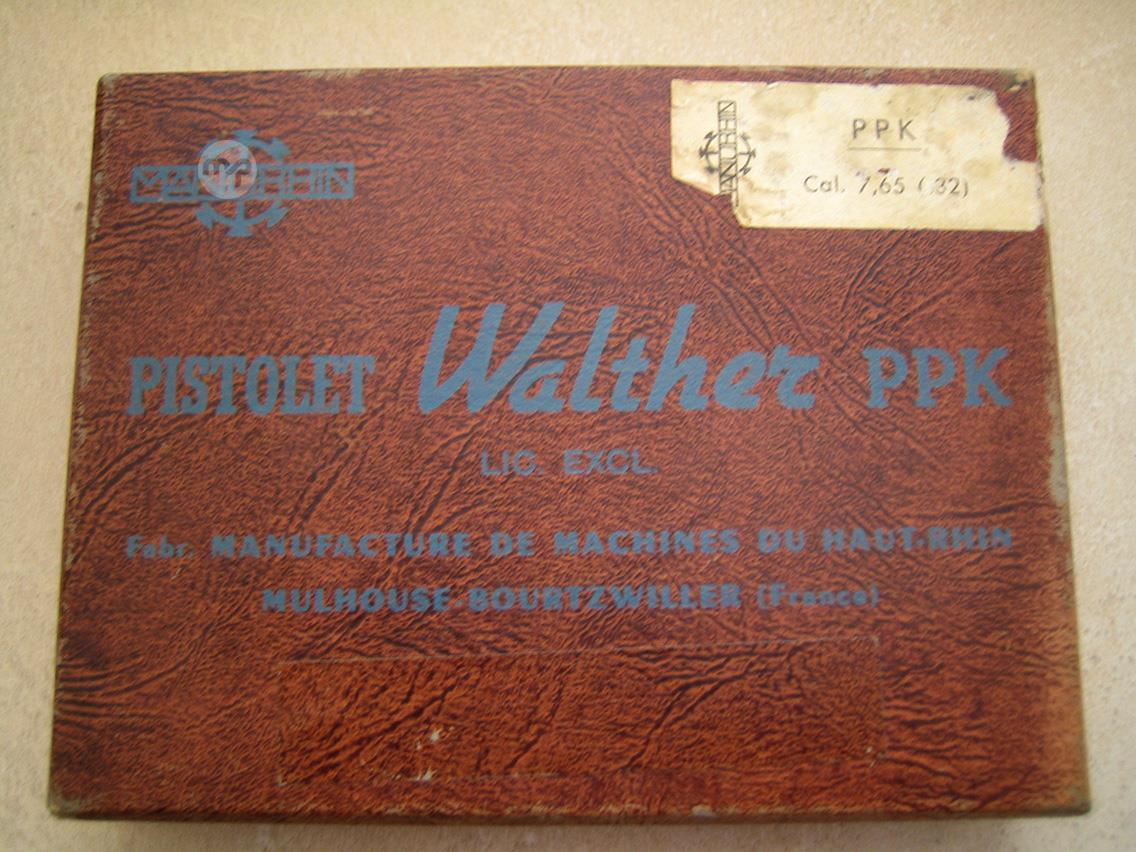 MANURHIN
PPK
Cal. 7,65 (.32)
MANURHIN
PISTOLET Walther PPK
LIC. EXCL.
Fabr. MANUFACTURE DE MACHINES DU HAUT-RHIN
MULHOUSE-BOURTZWILLER (France)